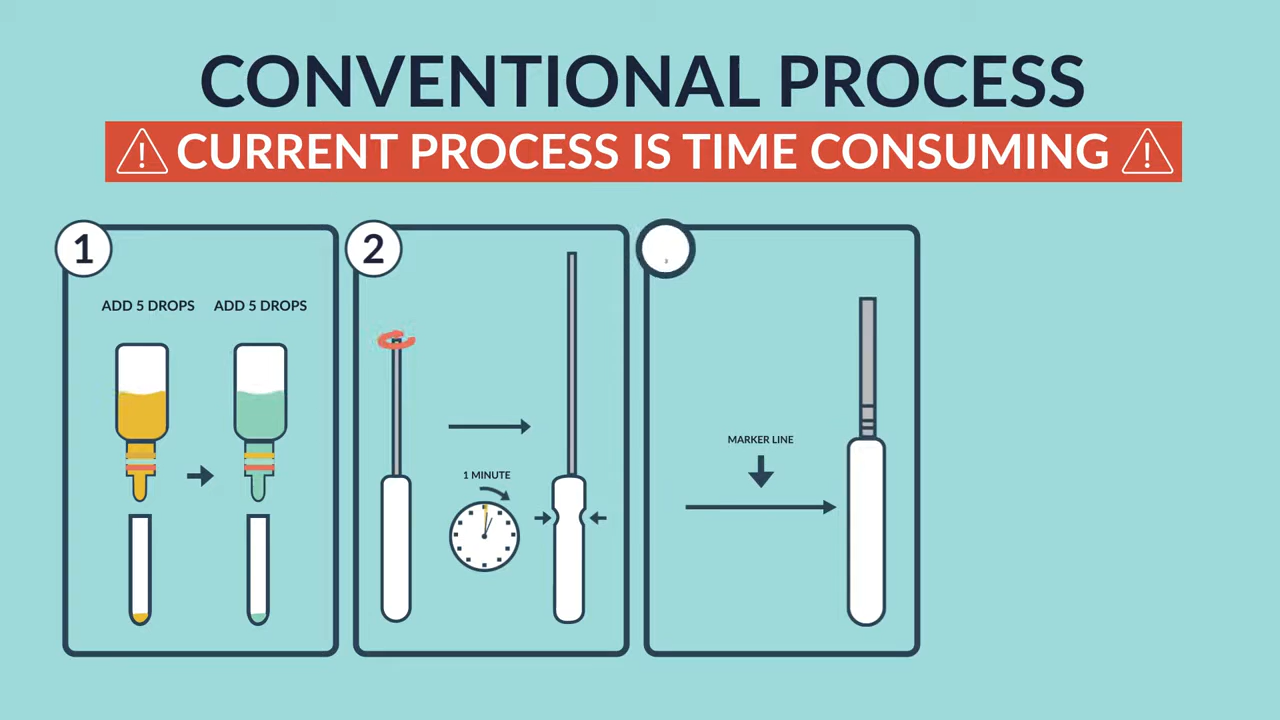 CONVENTIONAL PROCESS
CURRENT PROCESS IS TIME CONSUMING
1
2
ADD 5 DROPS
ADD 5 DROPS
1 MINUTE
MARKER LINE